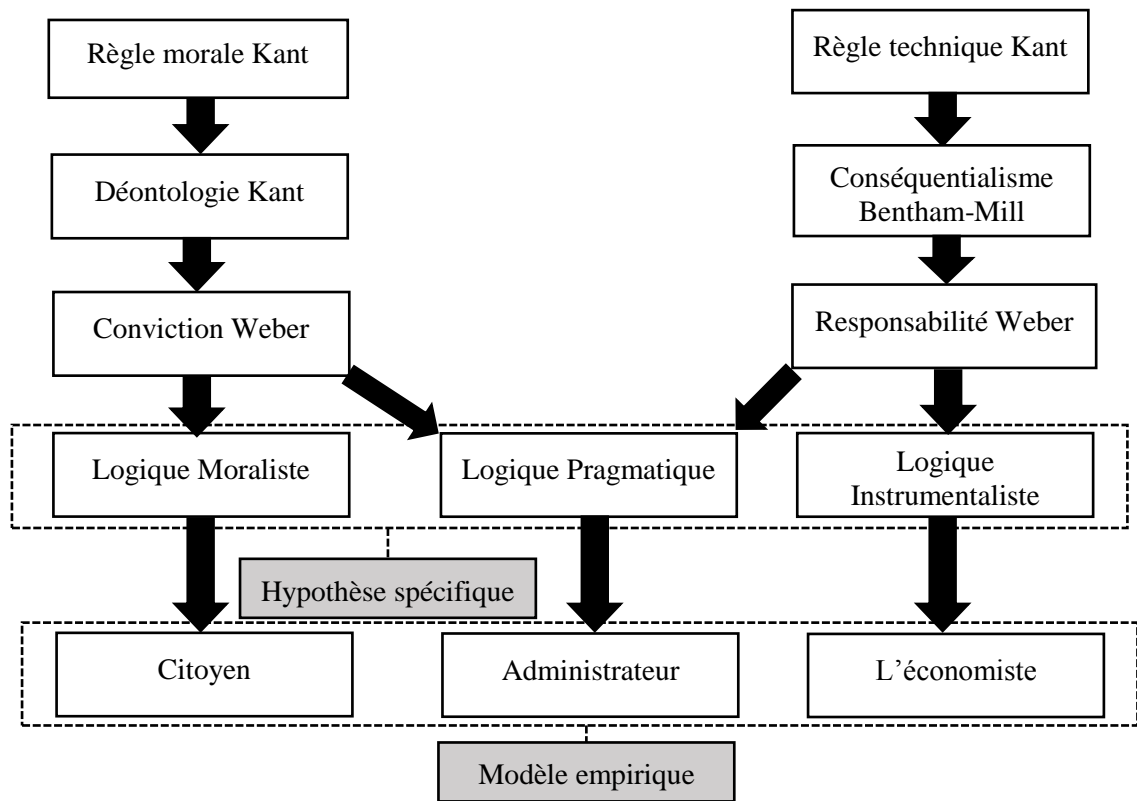 Règle morale Kant
Règle technique Kant
Déontologie Kant
Conséquentialisme
Bentham-Mill
Conviction Weber
Responsabilité Weber
Logique Moraliste
Logique Pragmatique
Logique
Instrumentaliste
Hypothèse spécifique
Citoyen
Administrateur
L’économiste
Modèle empirique